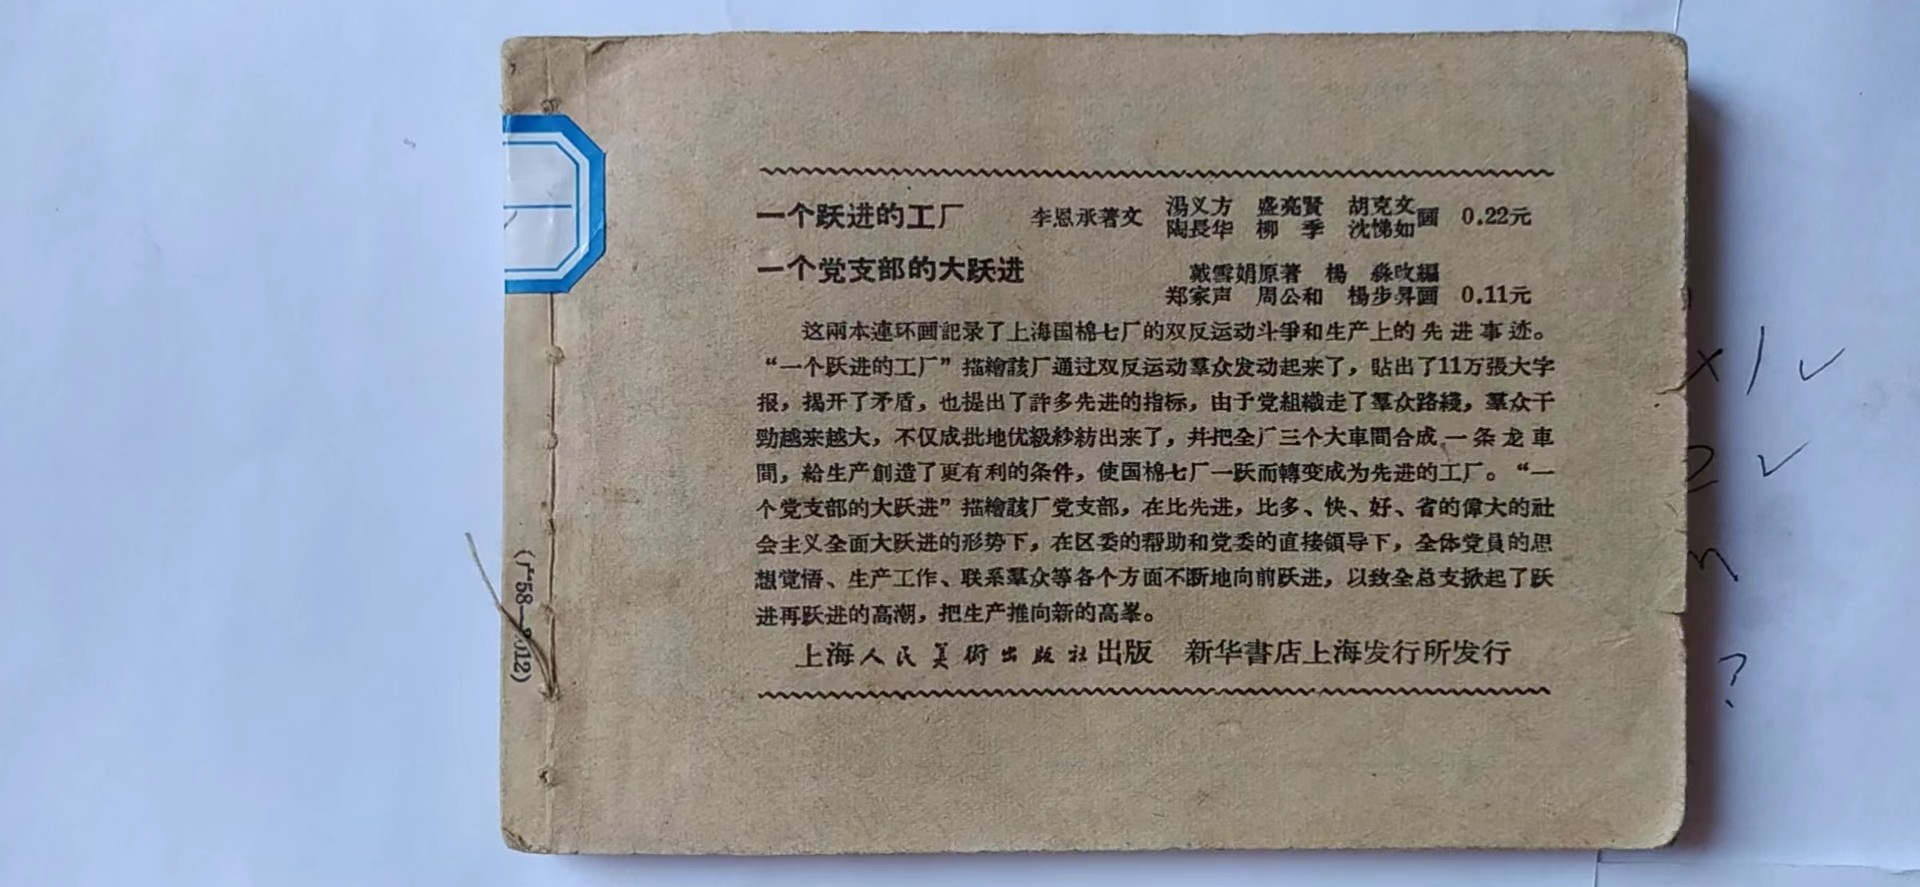 一个跃进的工厂 李恩承著文 湯义方 盛亮賢 胡克文 陶長华 柳季 沈悌如画 0.22元
一个党支部的大跃进 戴雪娟原著 楊淼改編
郑家声 周公和 楊步昇画 0.11元
这兩本連环画記录了上海国棉七厂的双反运动斗爭和生产上的先进事迹。
“一个跃进的工厂”描繪該厂通过双反运动羣众发动起来了，貼出了11万張大字
报，揭开了矛盾，也提出了許多先进的指标，由于党組織走了羣众路綫，羣众干
勁越来越大，不仅成批地优級紗紡出来了，幷把全厂三个大車間合成一条龙車
間，給生产創造了更有利的条件，使国棉七厂一跃而轉变成为先进的工厂。“一
个党支部的大跃进”描繪該厂党支部，在比先进，比多、快、好、省的偉大的社
会主义全面大跃进的形势下，在区委的帮助和党委的直接領导下，全体党員的思
想觉悟、生产工作、联系羣众等各个方面不断地向前跃进，以致全总支掀起了跃
进再跃进的高潮，把生产推向新的高峯。
上海人民美術出版社出版 新华書店上海发行所发行